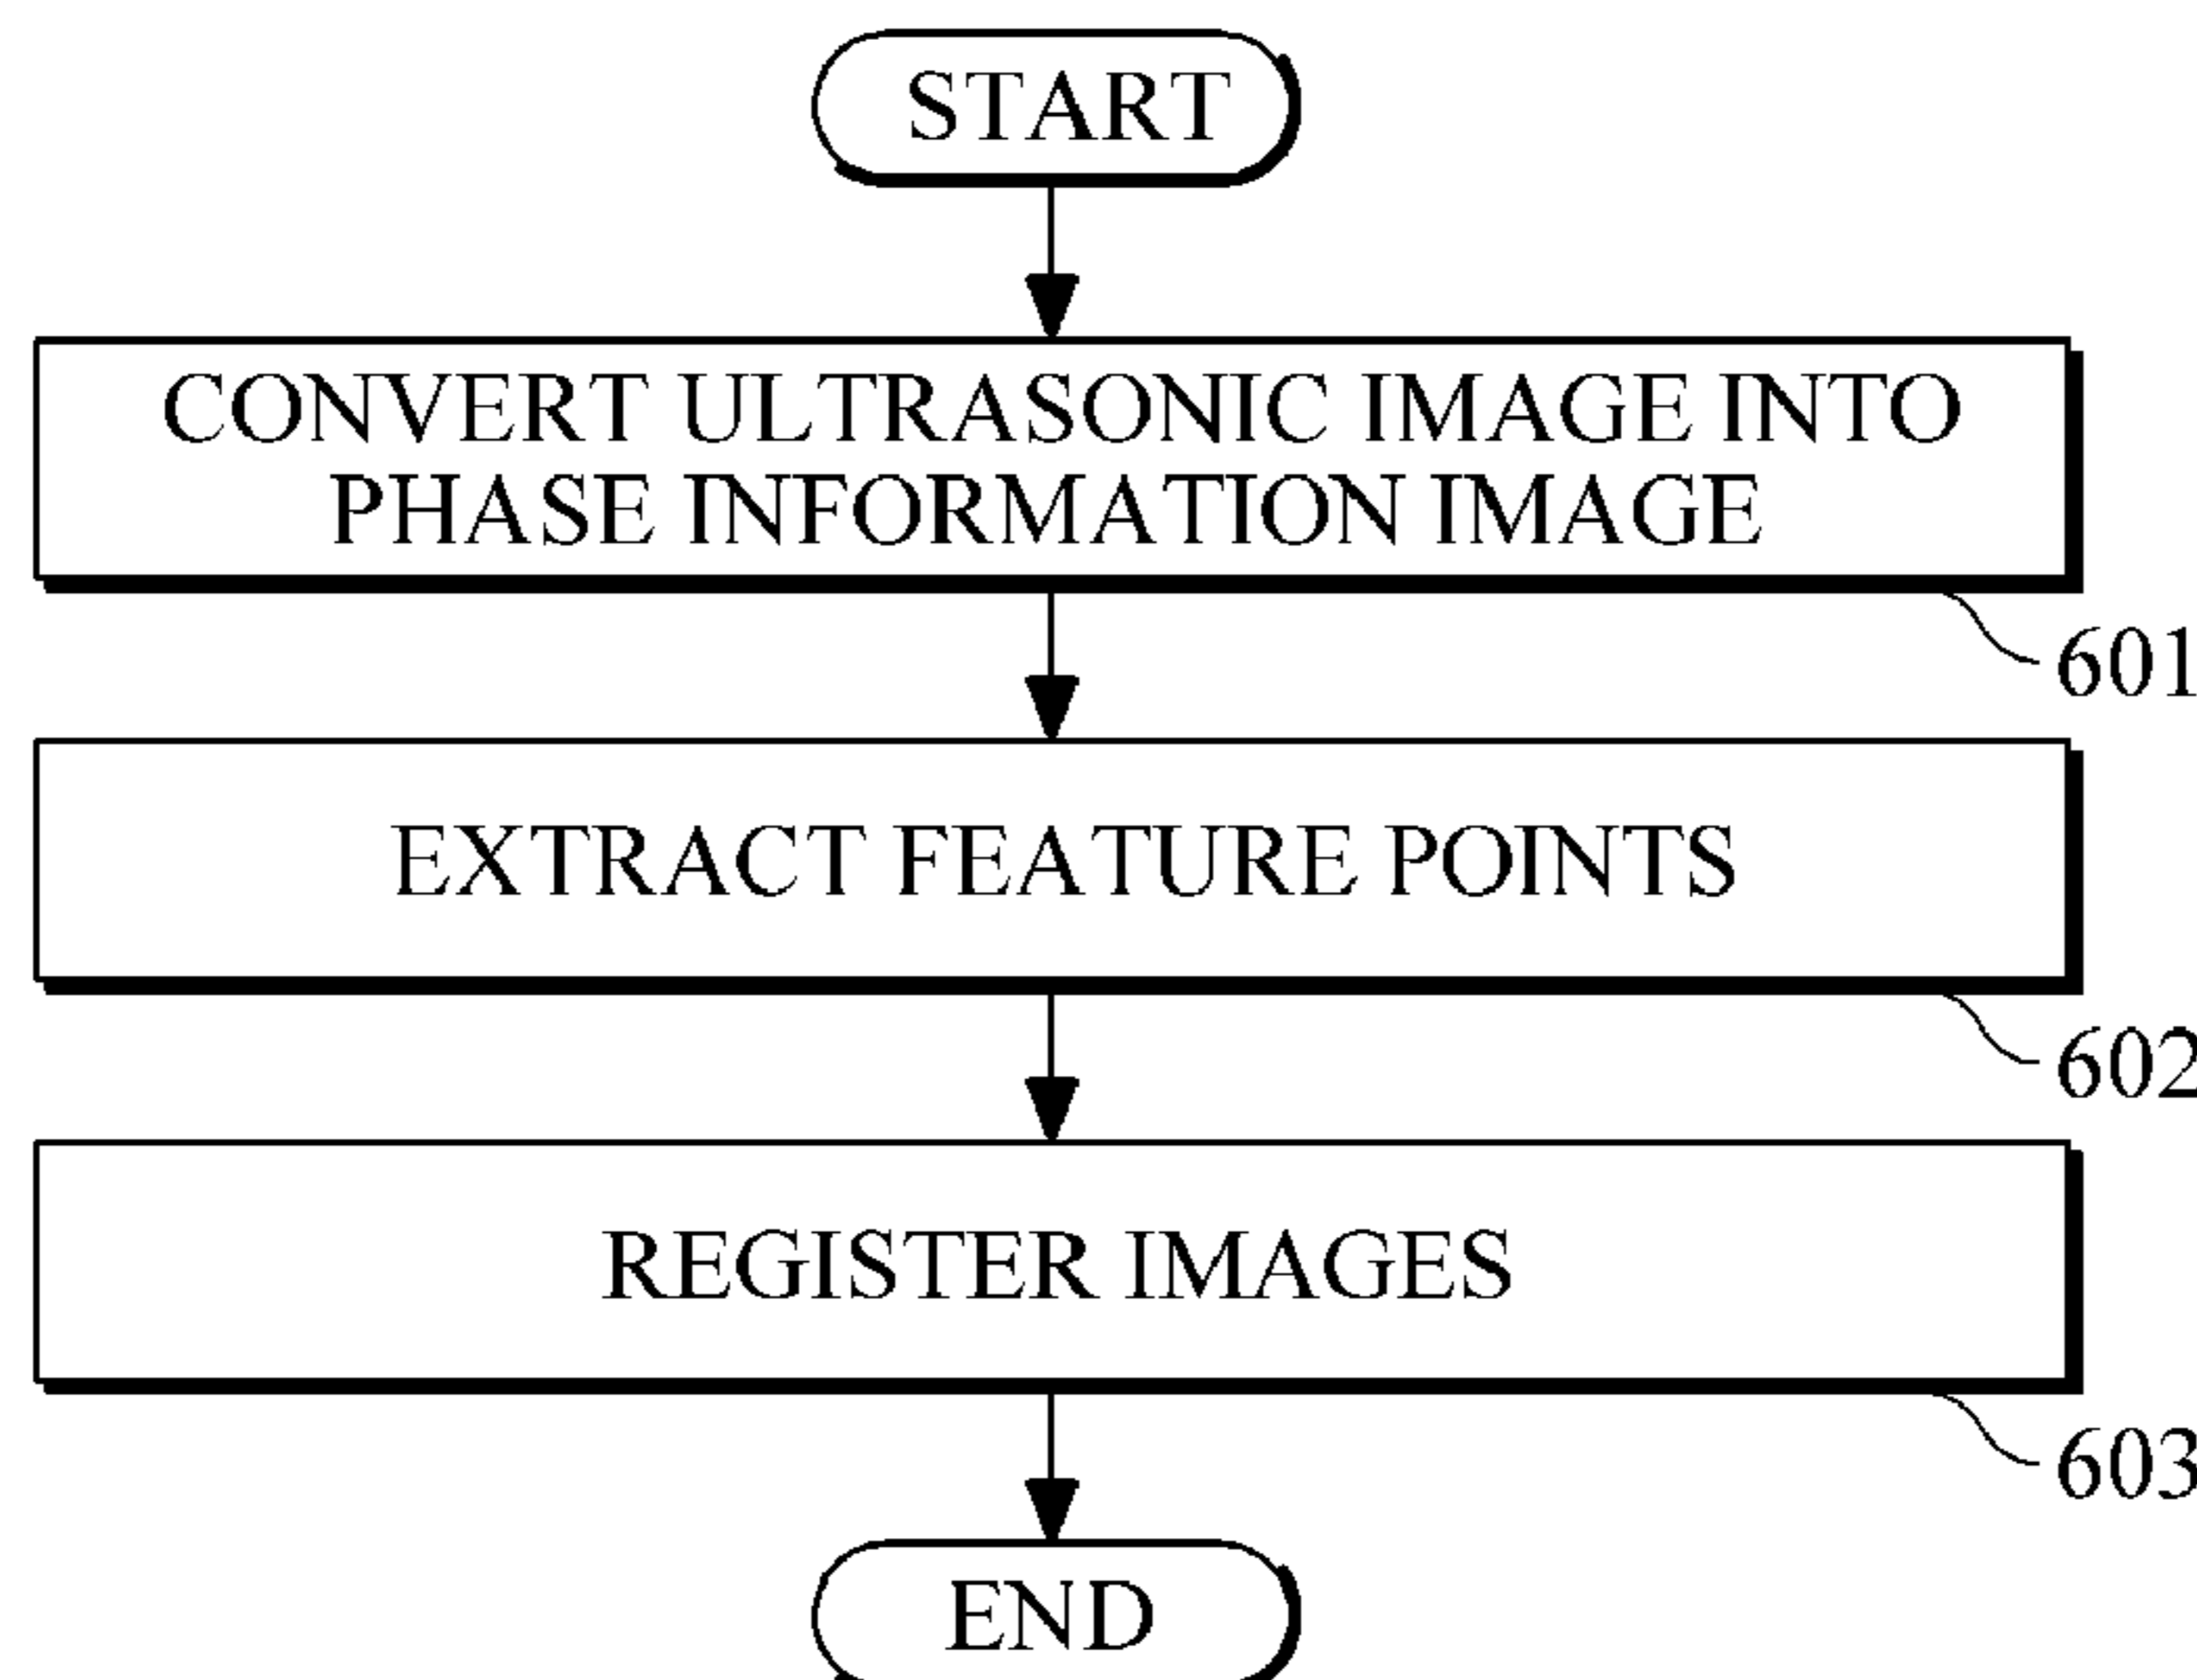 START
CONVERT ULTRASONIC IMAGE INTO
PHASE INFORMATION IMAGE
601
EXTRACT FEATURE POINTS
602
REGISTER IMAGES
603
END